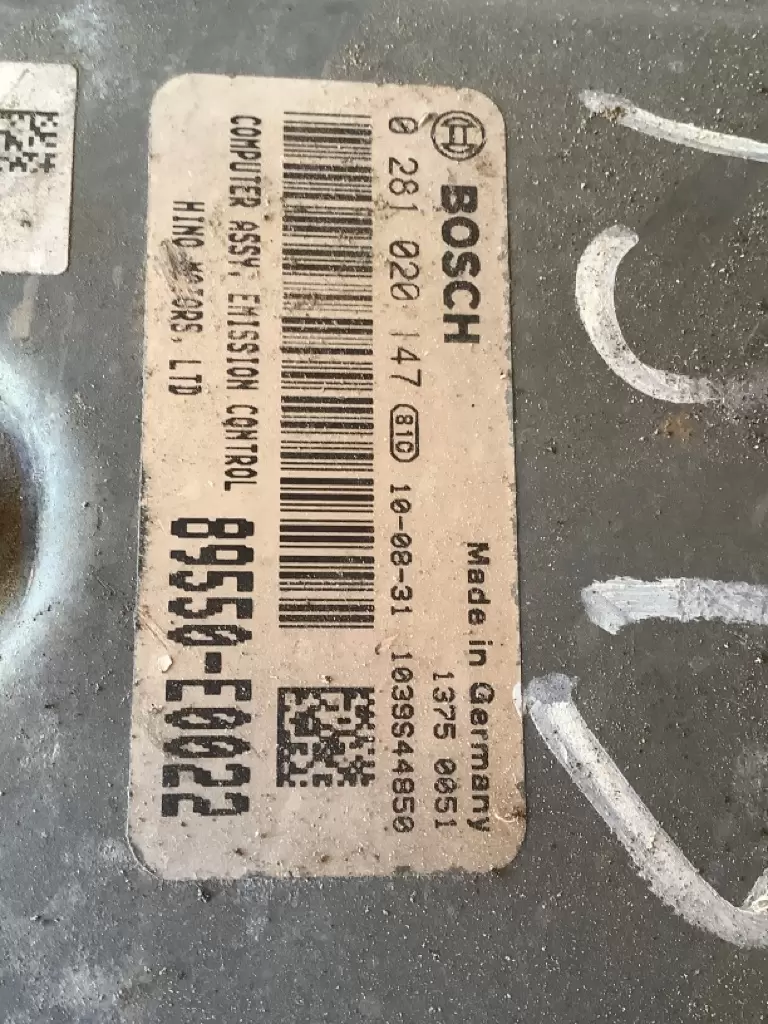 BOSCH
Made in Germany
1375 0051
0 281 020 147 81C 10-08-31 1039S44850
COMPUTER ASSY, EMISSION CONTROL
HINO MOTORS, LTD
89550-E0022